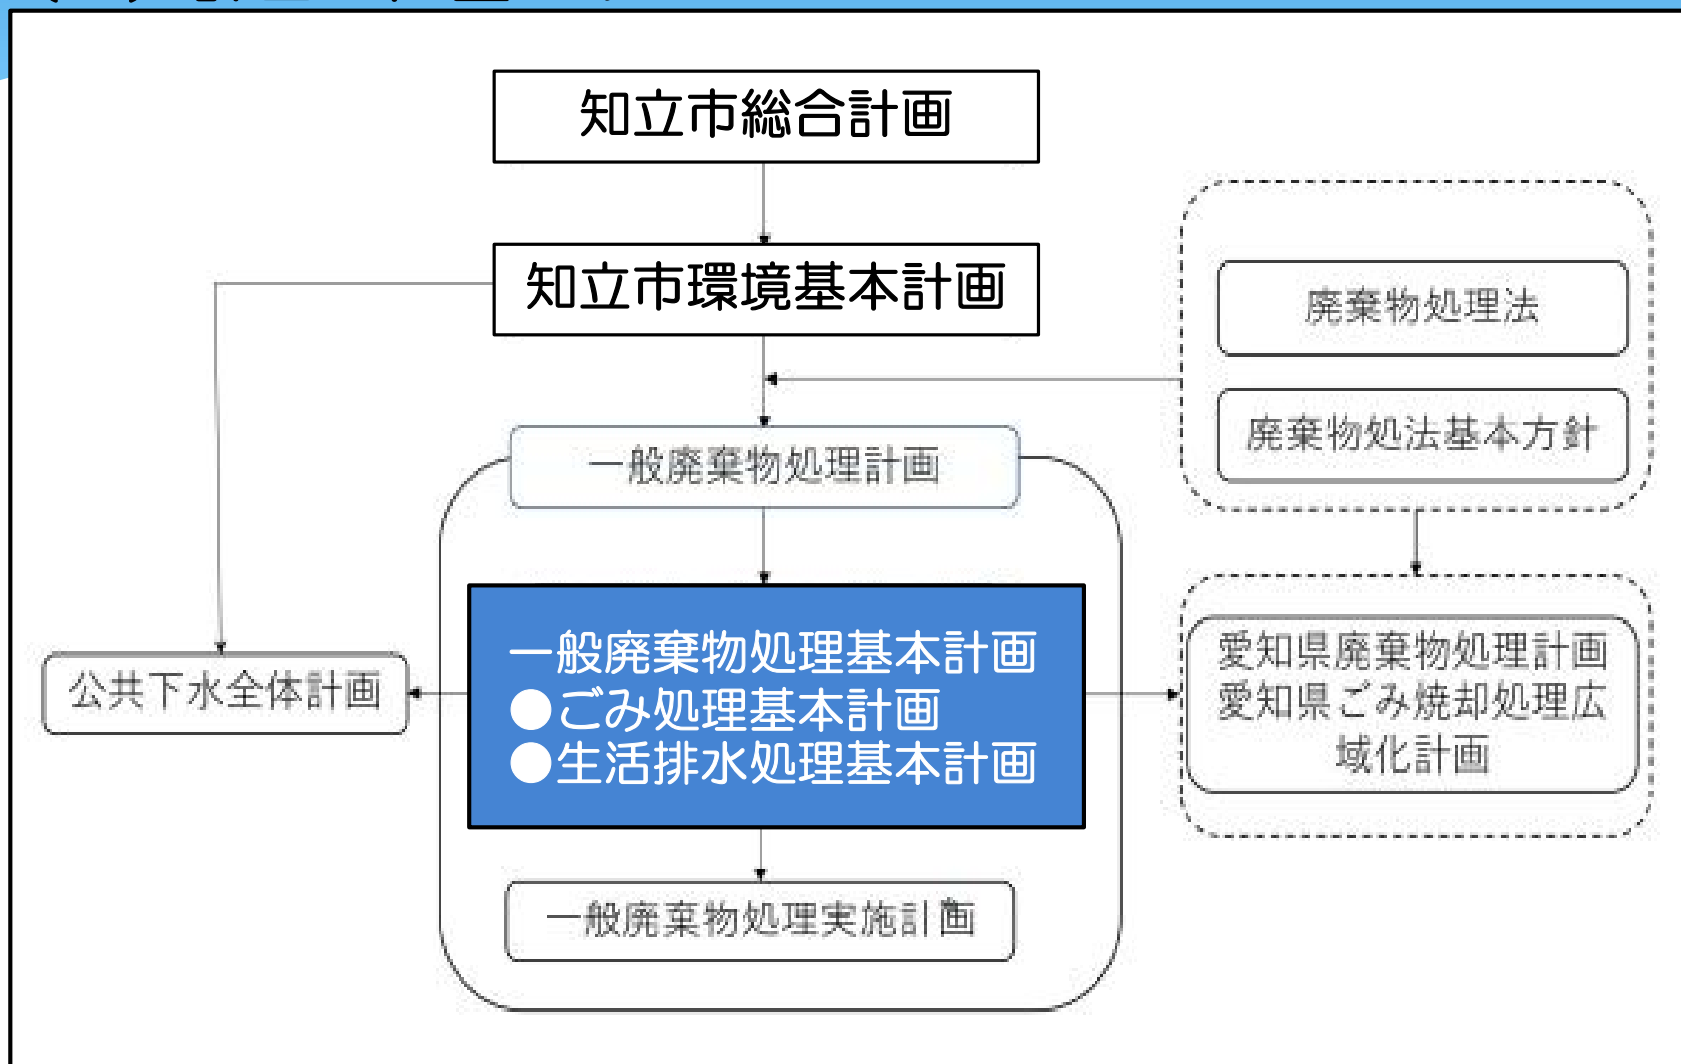 知立市総合計画
知立市環境基本計画
廃棄物処理法
廃棄物処法基本方針
一般廃棄物処理計画
一般廃棄物処理基本計画
●ごみ処理基本計画
●生活排水処理基本計画
公共下水全体計画
愛知県廃棄物処理計画
愛知県ごみ焼却処理広
域化計画
一般廃棄物処理実施計画